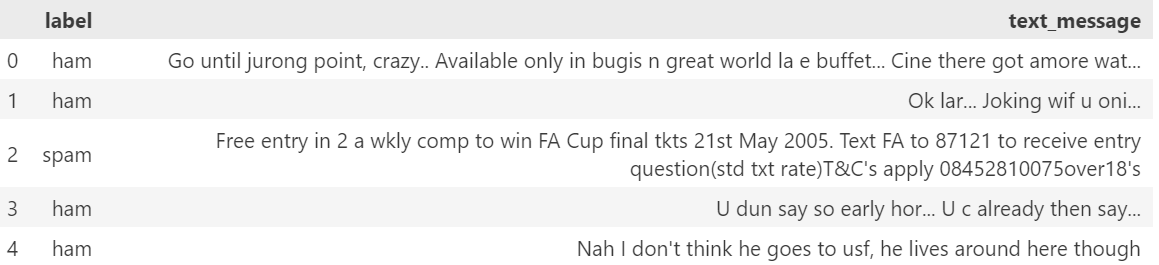 label text_message
0 ham Go until jurong point, crazy.. Available only in bugis n great world la e buffet... Cine there got amore wat...
1 ham Ok lar... Joking wif u oni...
2 spam Free entry in 2 a wkly comp to win FA Cup final tkts 21st May 2005. Text FA to 87121 to receive entry
question(std txt rate)T&C's apply 08452810075over18's
3 ham U dun say so early hor... U c already then say...
4 ham Nah I don't think he goes to usf, he lives around here though